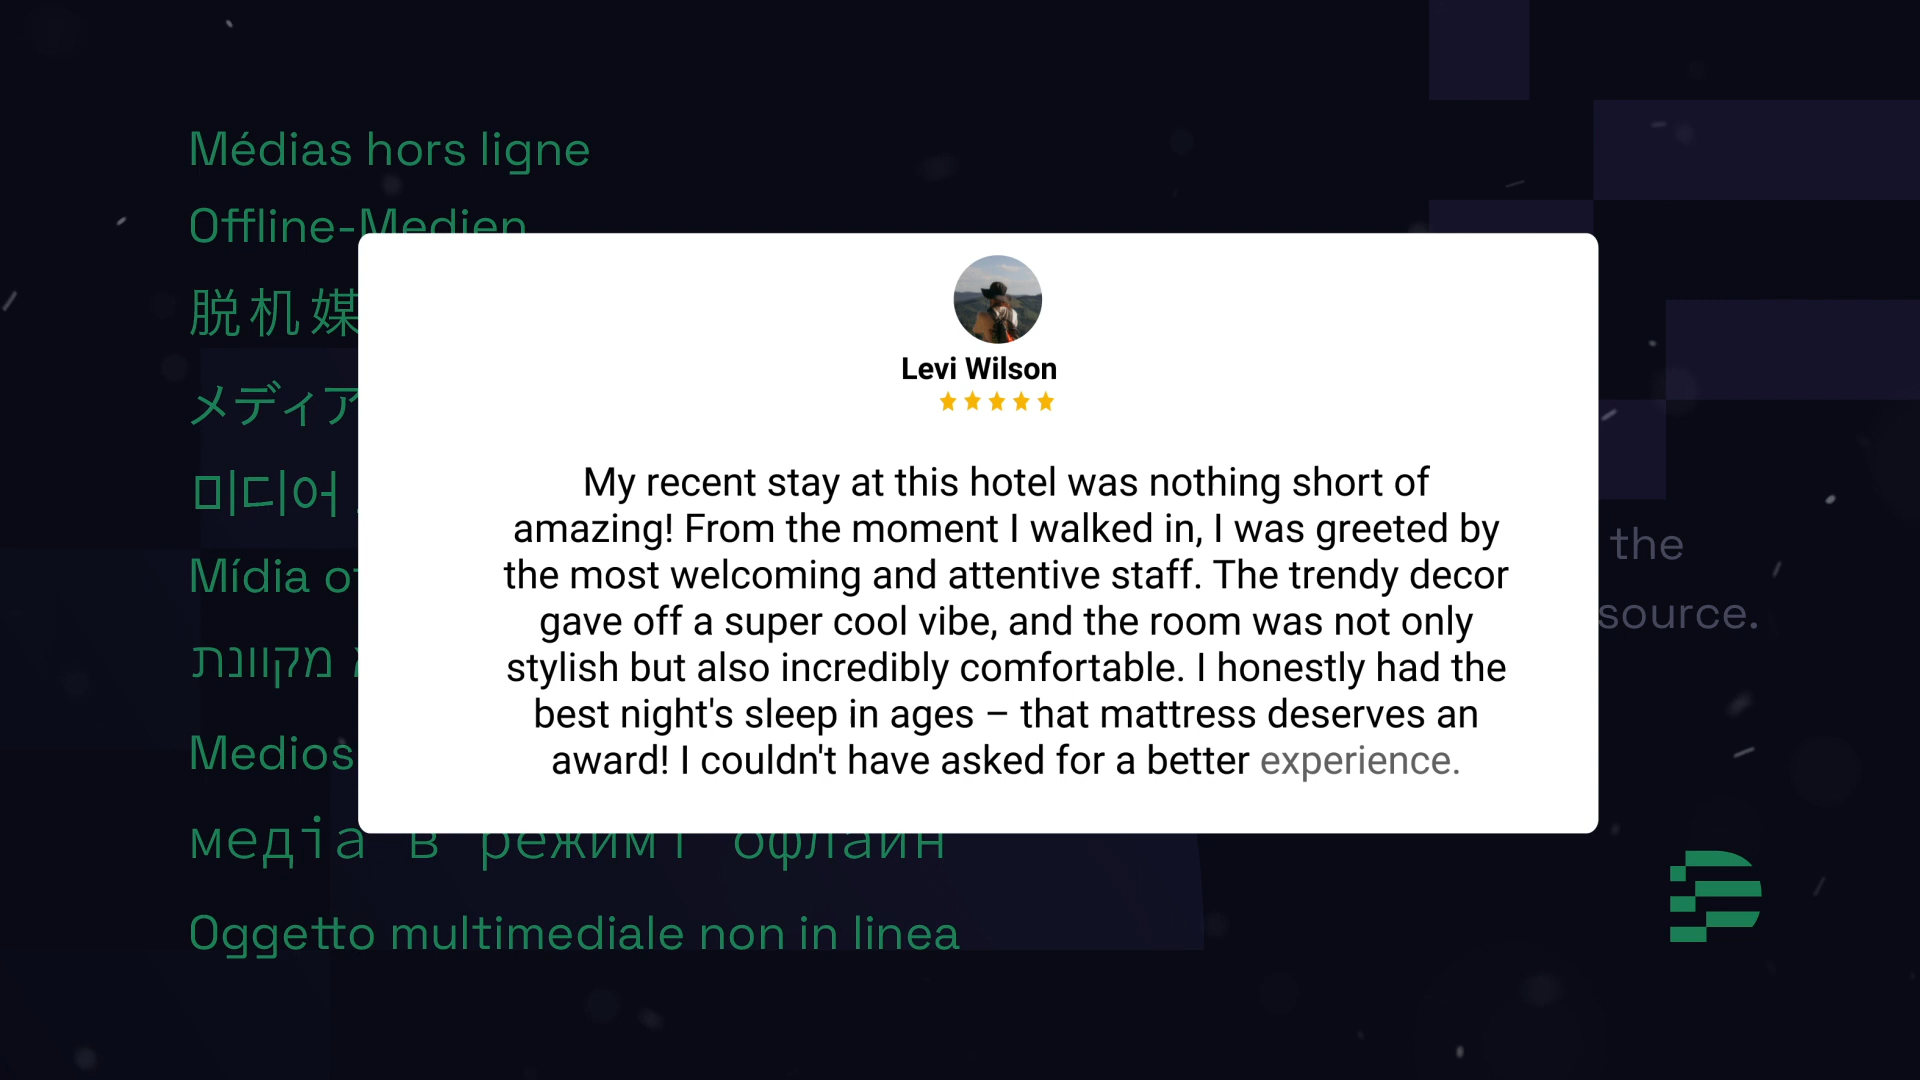 Médias hors ligne
Offline-Medien
脱机媒
メディア
미디어
Mídia
מקוונת
Medios
медіа в режимі офлайн
Oggetto multimediale non in linea
Levi Wilson
My recent stay at this hotel was nothing short of
amazing! From the moment I walked in, I was greeted by
the most welcoming and attentive staff. The trendy decor
gave off a super cool vibe, and the room was not only
stylish but also incredibly comfortable. I honestly had the
best night's sleep in ages – that mattress deserves an
award! I couldn't have asked for a better experience.
the
source.